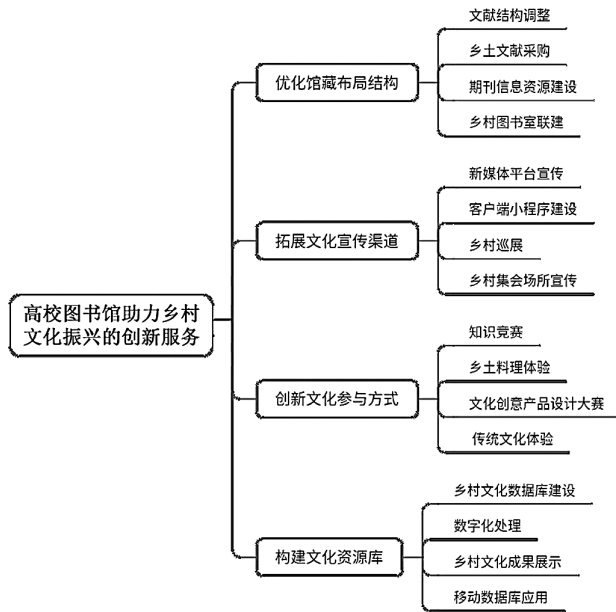 高校图书馆助力乡村
文化振兴的创新服务
优化馆藏布局结构
文献结构调整
乡土文献采购
期刊信息资源建设
乡村图书室联建
拓展文化宣传渠道
新媒体平台宣传
客户端小程序建设
乡村巡展
乡村集会场所宣传
创新文化参与方式
知识竞赛
乡土料理体验
文化创意产品设计大赛
传统文化体验
构建文化资源库
乡村文化数据库建设
数字化处理
乡村文化成果展示
移动数据库应用